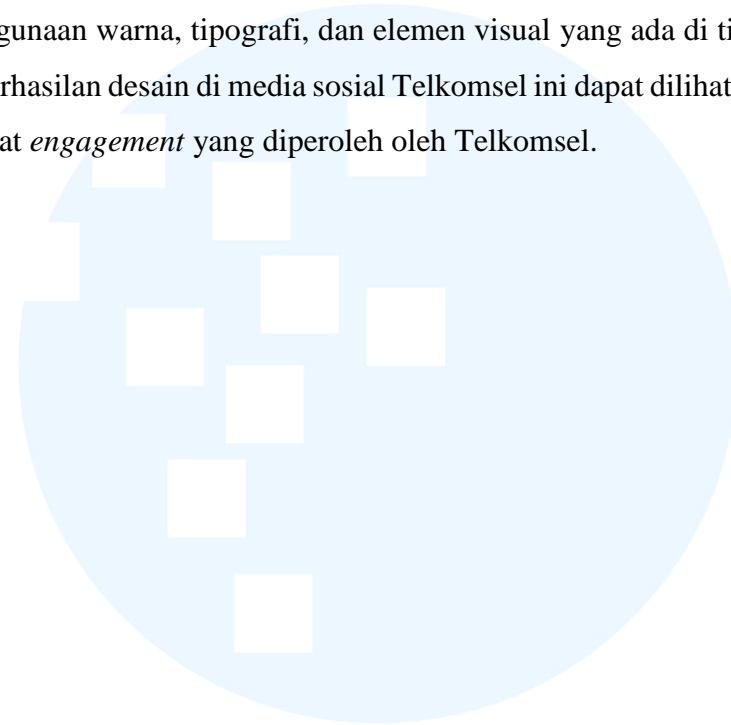 gunaan warna, tipografi, dan elemen visual yang ada di ti
rhasilan desain di media sosial Telkomsel ini dapat dilihat
at engagement yang diperoleh oleh Telkomsel.